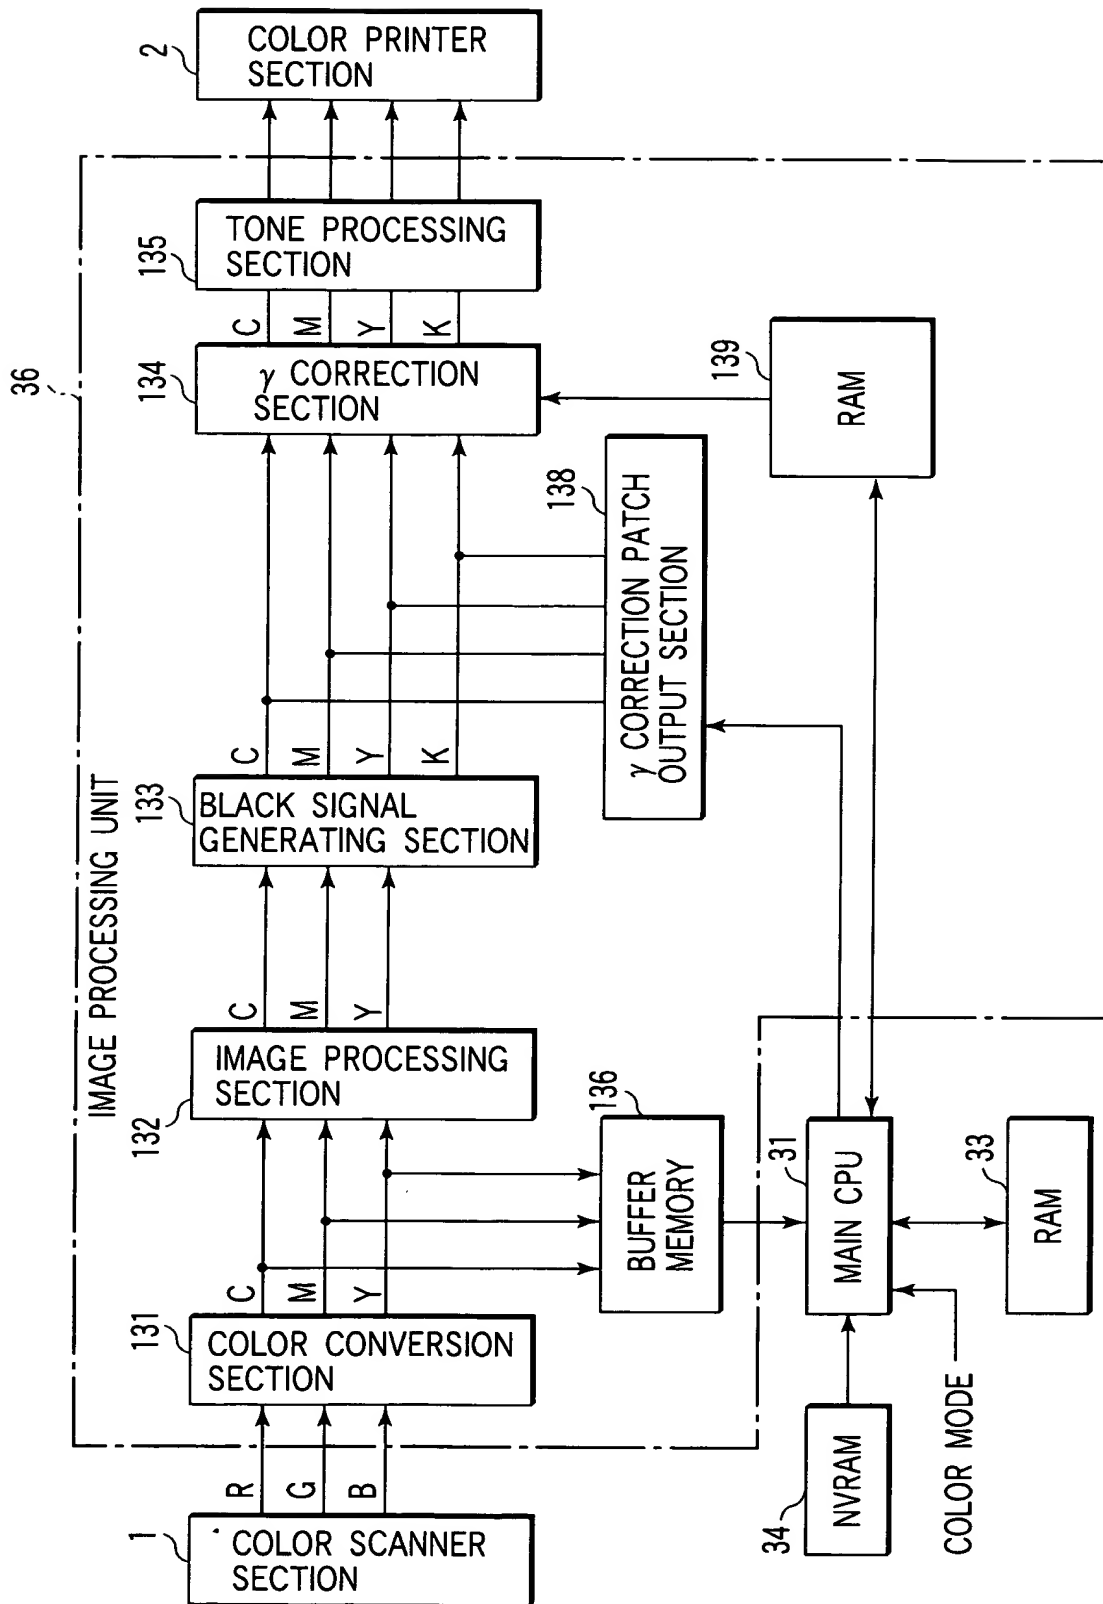 36
IMAGE PROCESSING UNIT
1
COLOR SCANNER
SECTION
R
G
B
131
COLOR CONVERSION
SECTION
C
M
Y
132
IMAGE PROCESSING
SECTION
C
M
Y
133
BLACK SIGNAL
GENERATING SECTION
C
M
Y
K
134
γ CORRECTION
SECTION
C
M
Y
K
135
TONE PROCESSING
SECTION
2
COLOR PRINTER
SECTION
136
BUFFER
MEMORY
138
γ CORRECTION PATCH
OUTPUT SECTION
139
RAM
34
NVRAM
31
MAIN CPU
33
RAM
COLOR MODE